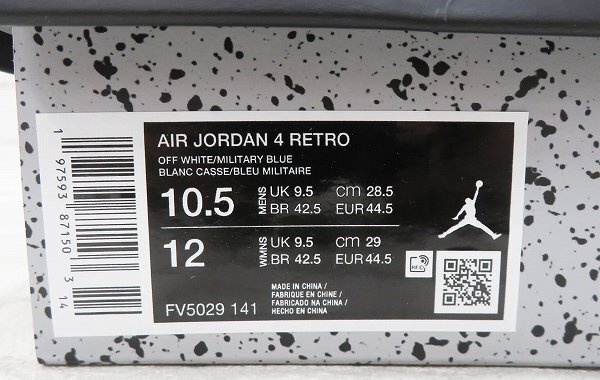 1 97593 87150 3 14
AIR JORDAN 4 RETRO
OFF WHITE/MILITARY BLUE
BLANC CASSE/BLEU MILITAIRE
10.5 MENS UK 9.5 CM 28.5
BR 42.5 EUR 44.5
12 WMNS UK 9.5 CM 29
BR 42.5 EUR 44.5
MADE IN CHINA /
FABRIQUE EN CHINE /
FABRICADO NA CHINA /
HECHO EN CHINA
FV5029 141
RFID